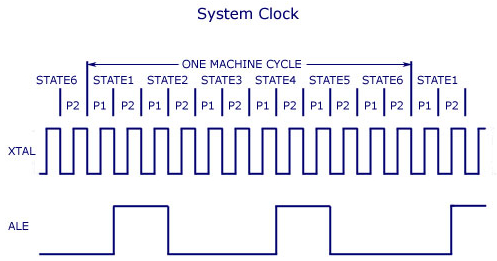 System Clock
ONE MACHINE CYCLE
STATE6 STATE1 STATE2 STATE3 STATE4 STATE5 STATE6 STATE1
P2 P1 P2 P1 P2 P1 P2 P1 P2 P1 P2 P1 P2 P1 P2
XTAL
ALE